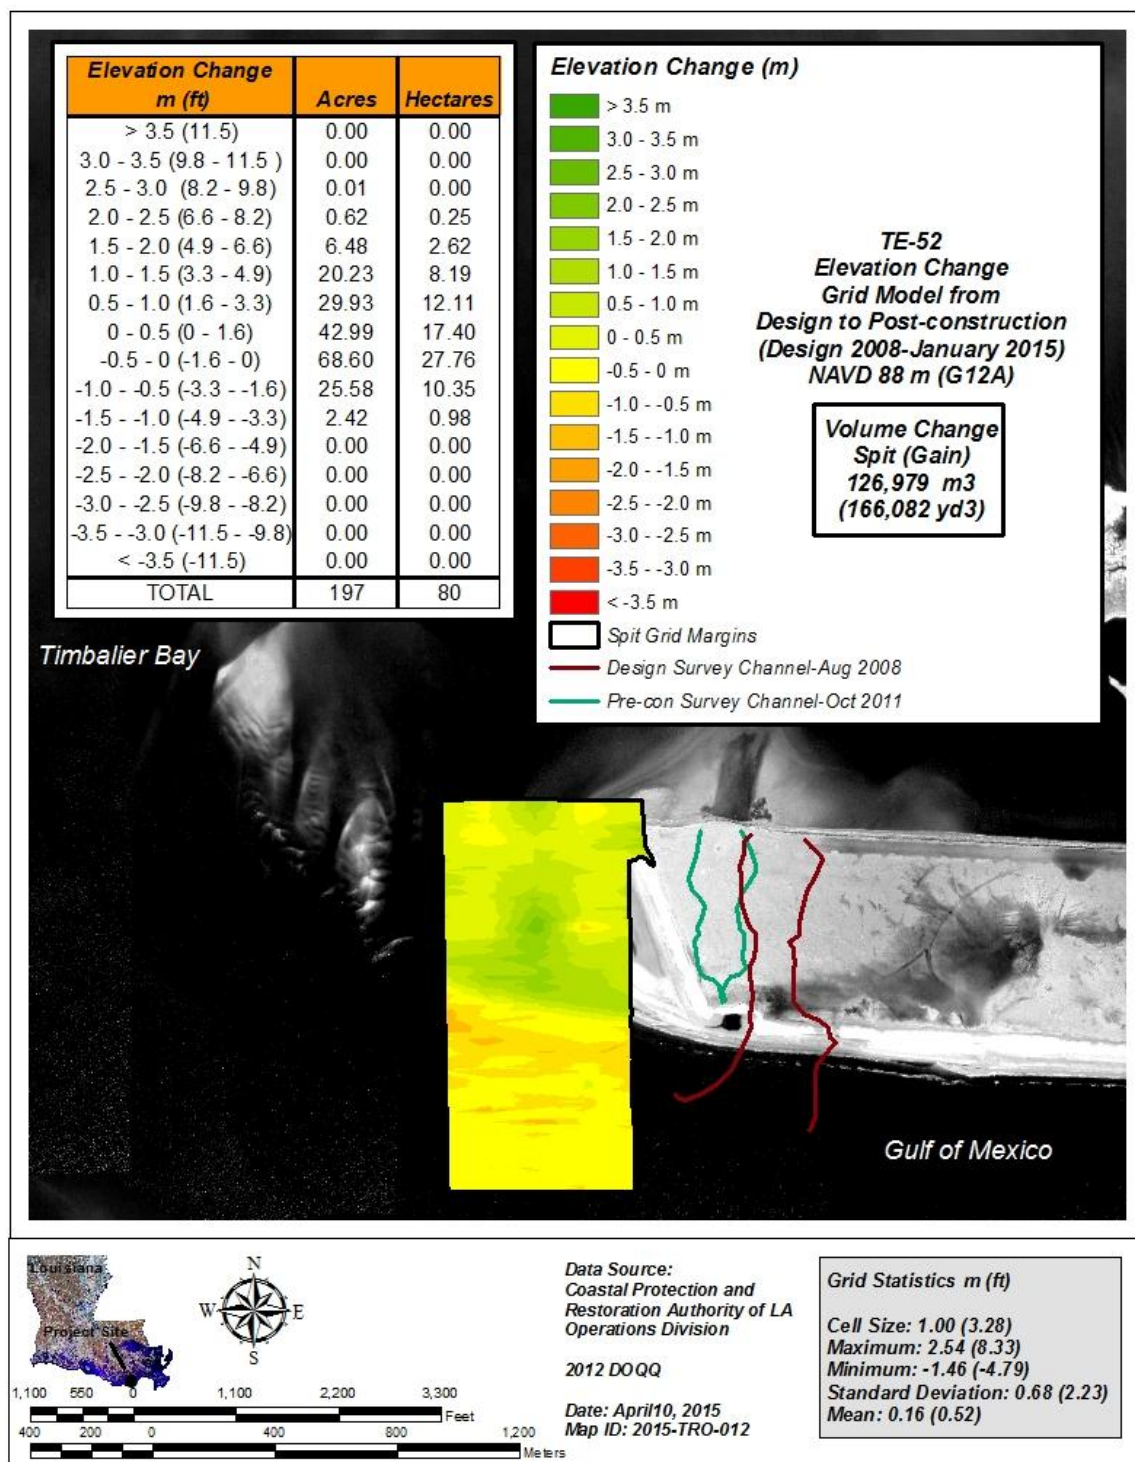 Elevation Change
m (ft) Acres Hectares
> 3.5 (11.5) 0.00 0.00
3.0 - 3.5 (9.8 - 11.5 ) 0.00 0.00
2.5 - 3.0 (8.2 - 9.8) 0.01 0.00
2.0 - 2.5 (6.6 - 8.2) 0.62 0.25
1.5 - 2.0 (4.9 - 6.6) 6.48 2.62
1.0 - 1.5 (3.3 - 4.9) 20.23 8.19
0.5 - 1.0 (1.6 - 3.3) 29.93 12.11
0 - 0.5 (0 - 1.6) 42.99 17.40
-0.5 - 0 (-1.6 - 0) 68.60 27.76
-1.0 - -0.5 (-3.3 - -1.6) 25.58 10.35
-1.5 - -1.0 (-4.9 - -3.3) 2.42 0.98
-2.0 - -1.5 (-6.6 - -4.9) 0.00 0.00
-2.5 - -2.0 (-8.2 - -6.6) 0.00 0.00
-3.0 - -2.5 (-9.8 - -8.2) 0.00 0.00
-3.5 - -3.0 (-11.5 - -9.8) 0.00 0.00
< -3.5 (-11.5) 0.00 0.00
TOTAL 197 80
Elevation Change (m)
> 3.5 m
3.0 - 3.5 m
2.5 - 3.0 m
2.0 - 2.5 m
1.5 - 2.0 m
1.0 - 1.5 m
0.5 - 1.0 m
0 - 0.5 m
-0.5 - 0 m
-1.0 - -0.5 m
-1.5 - -1.0 m
-2.0 - -1.5 m
-2.5 - -2.0 m
-3.0 - -2.5 m
-3.5 - -3.0 m
< -3.5 m
Spit Grid Margins
Design Survey Channel-Aug 2008
Pre-con Survey Channel-Oct 2011
TE-52
Elevation Change
Grid Model from
Design to Post-construction
(Design 2008-January 2015)
NAVD 88 m (G12A)
Volume Change
Spit (Gain)
126,979 m3
(166,082 yd3)
Timbalier Bay
Gulf of Mexico
Louisiana
Project Site
N
W E
S
1,100 550 0 1,100 2,200 3,300
Feet
400 200 0 400 800 1,200
Meters
Data Source:
Coastal Protection and
Restoration Authority of LA
Operations Division
2012 DOQQ
Date: April10, 2015
Map ID: 2015-TRO-012
Grid Statistics m (ft)
Cell Size: 1.00 (3.28)
Maximum: 2.54 (8.33)
Minimum: -1.46 (-4.79)
Standard Deviation: 0.68 (2.23)
Mean: 0.16 (0.52)